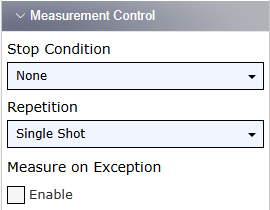 Measurement Control
Stop Condition
None
Repetition
Single Shot
Measure on Exception
Enable